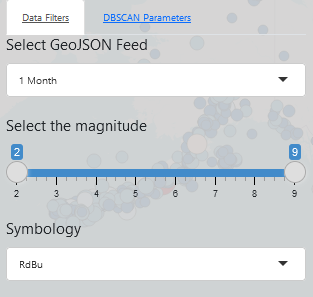 Data Filters DBSCAN Parameters
Select GeoJSON Feed
1 Month
Select the magnitude
2 9
2 3 4 5 6 7 8 9
Symbology
RdBu